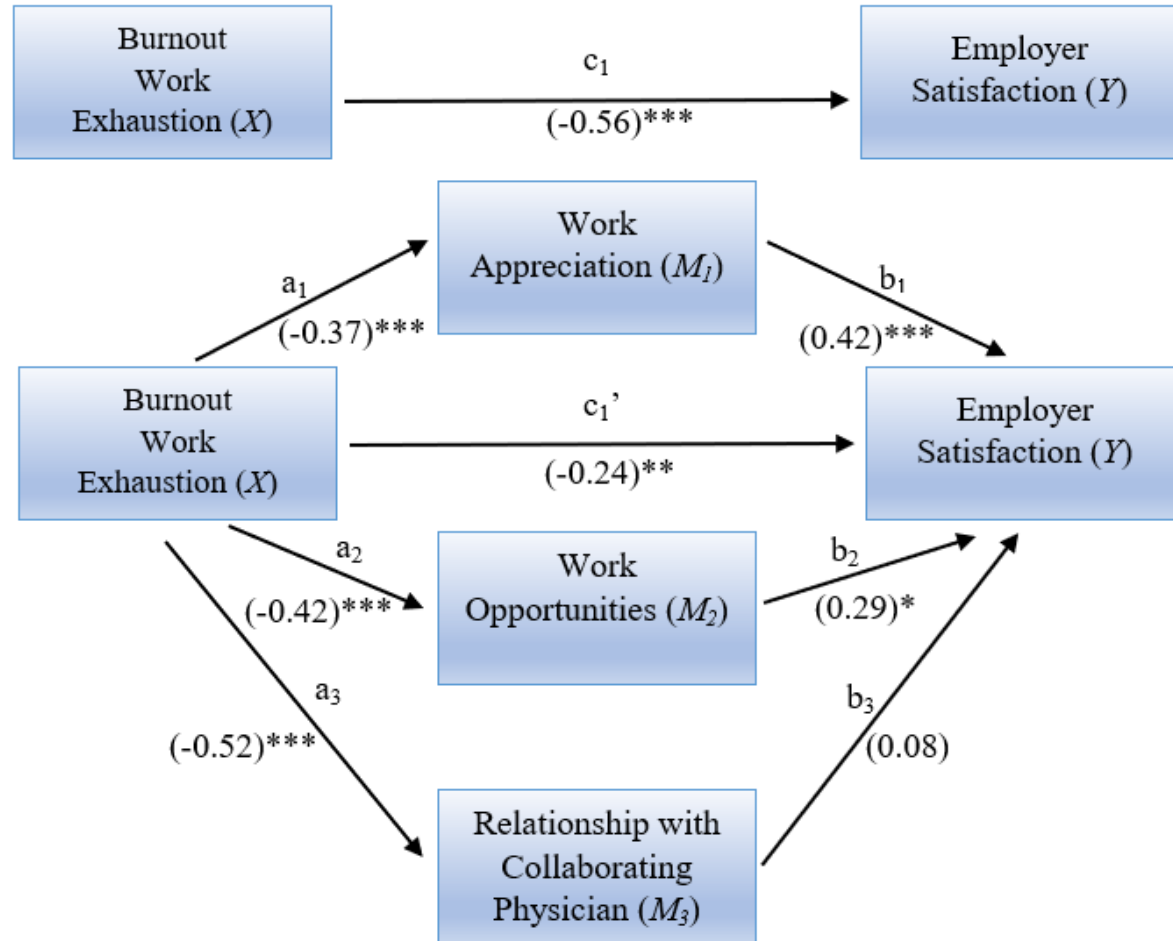 Burnout
Work
Exhaustion (X)
c₁
(-0.56)***
Employer
Satisfaction (Y)
Work
Appreciation (M₁)
a₁
(-0.37)***
b₁
(0.42)***
Burnout
Work
Exhaustion (X)
c₁’
(-0.24)**
Employer
Satisfaction (Y)
a₂
(-0.42)***
Work
Opportunities (M₂)
b₂
(0.29)*
a₃
(-0.52)***
b₃
(0.08)
Relationship with
Collaborating
Physician (M₃)